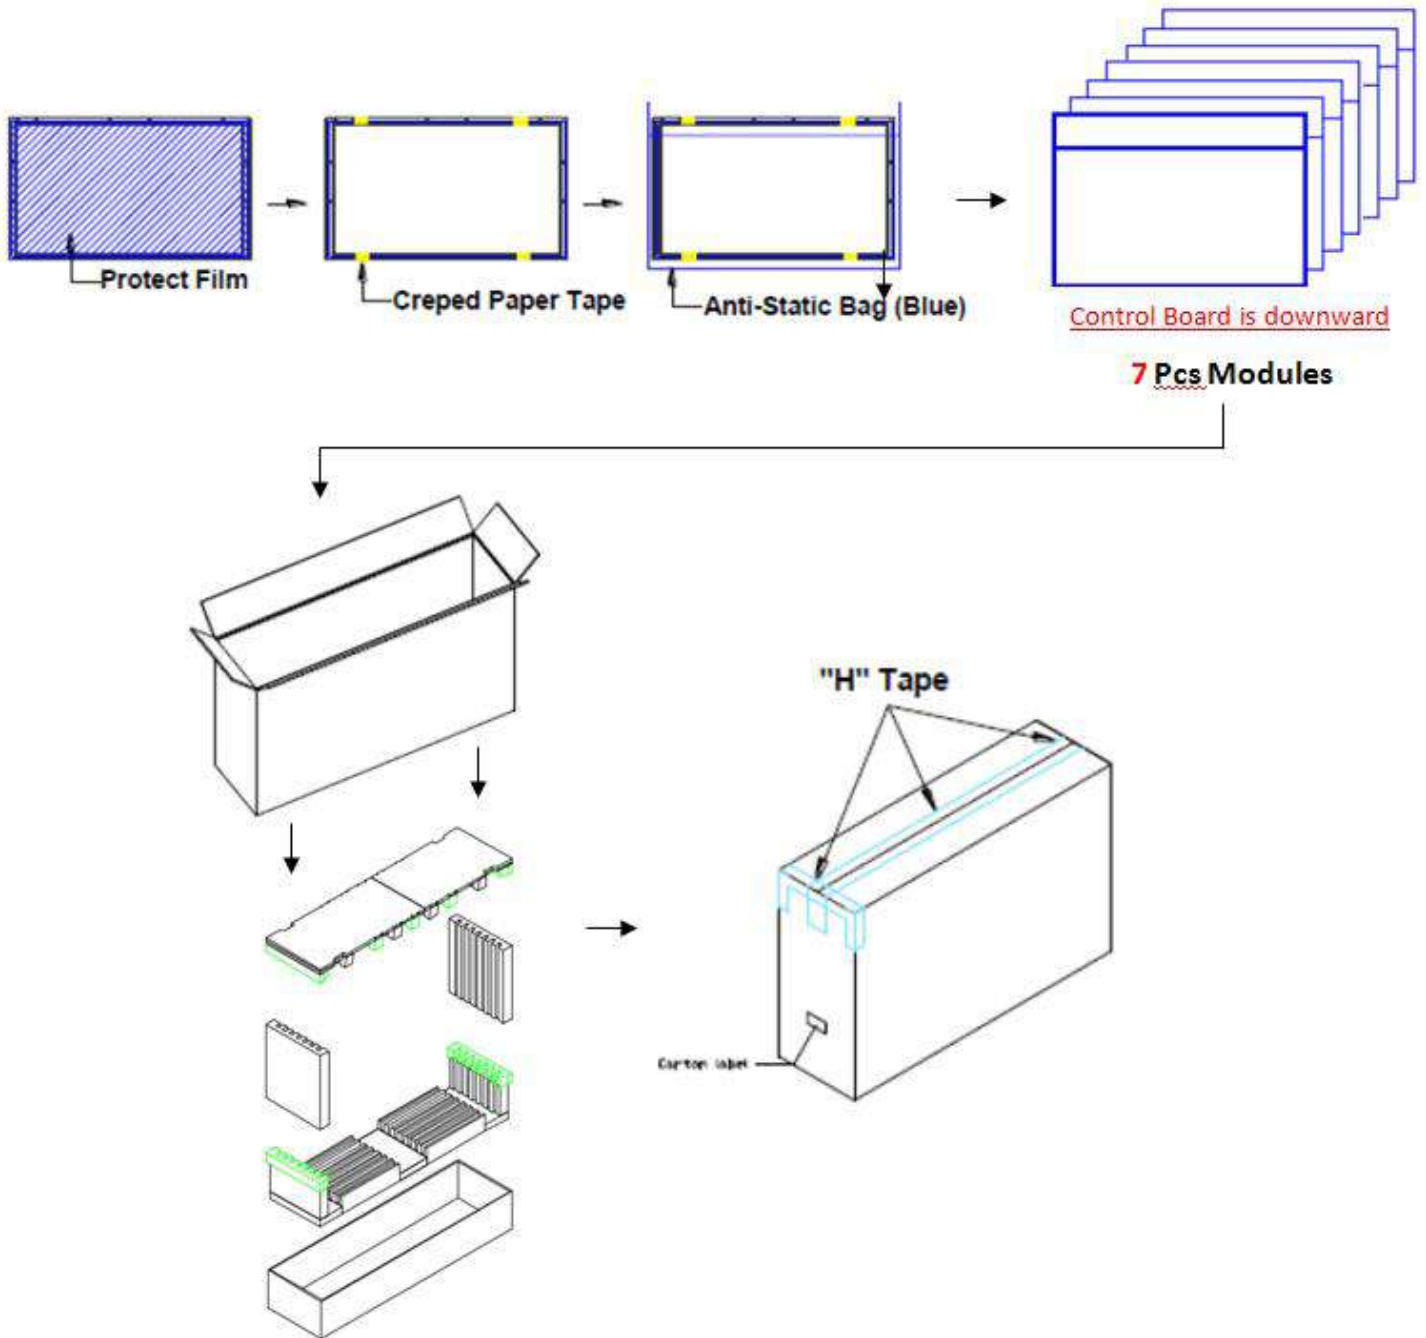 Protect Film
Creped Paper Tape
Anti-Static Bag (Blue)
Control Board is downward
7 Pcs Modules
"H" Tape
Carton label